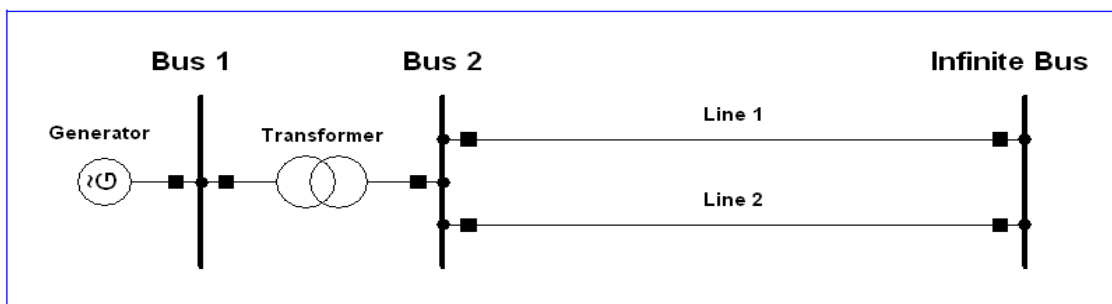 Bus 1
Bus 2
Infinite Bus
Generator
Transformer
Line 1
Line 2
~G